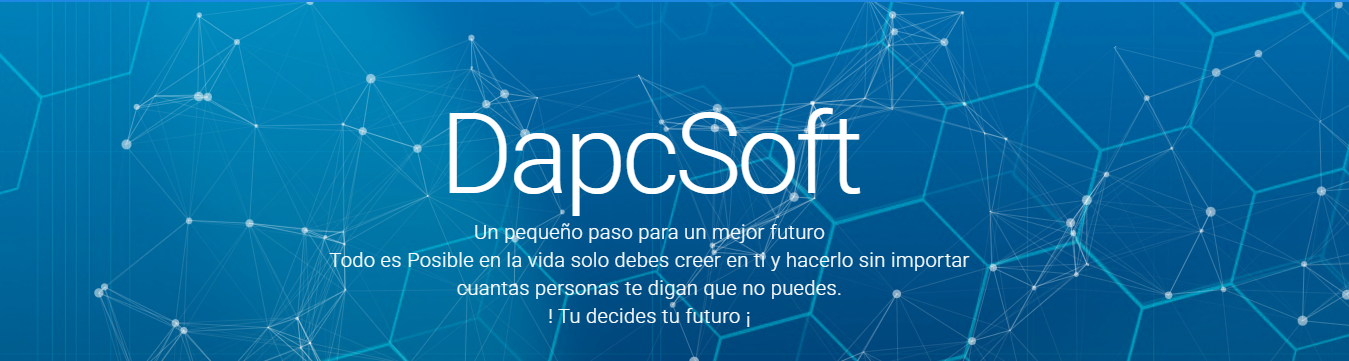 DapcSoft
Un pequeño paso para un mejor futuro
Todo es Posible en la vida solo debes creer en ti y hacerlo sin importar
cuantas personas te digan que no puedes.
! Tu decides tu futuro ¡